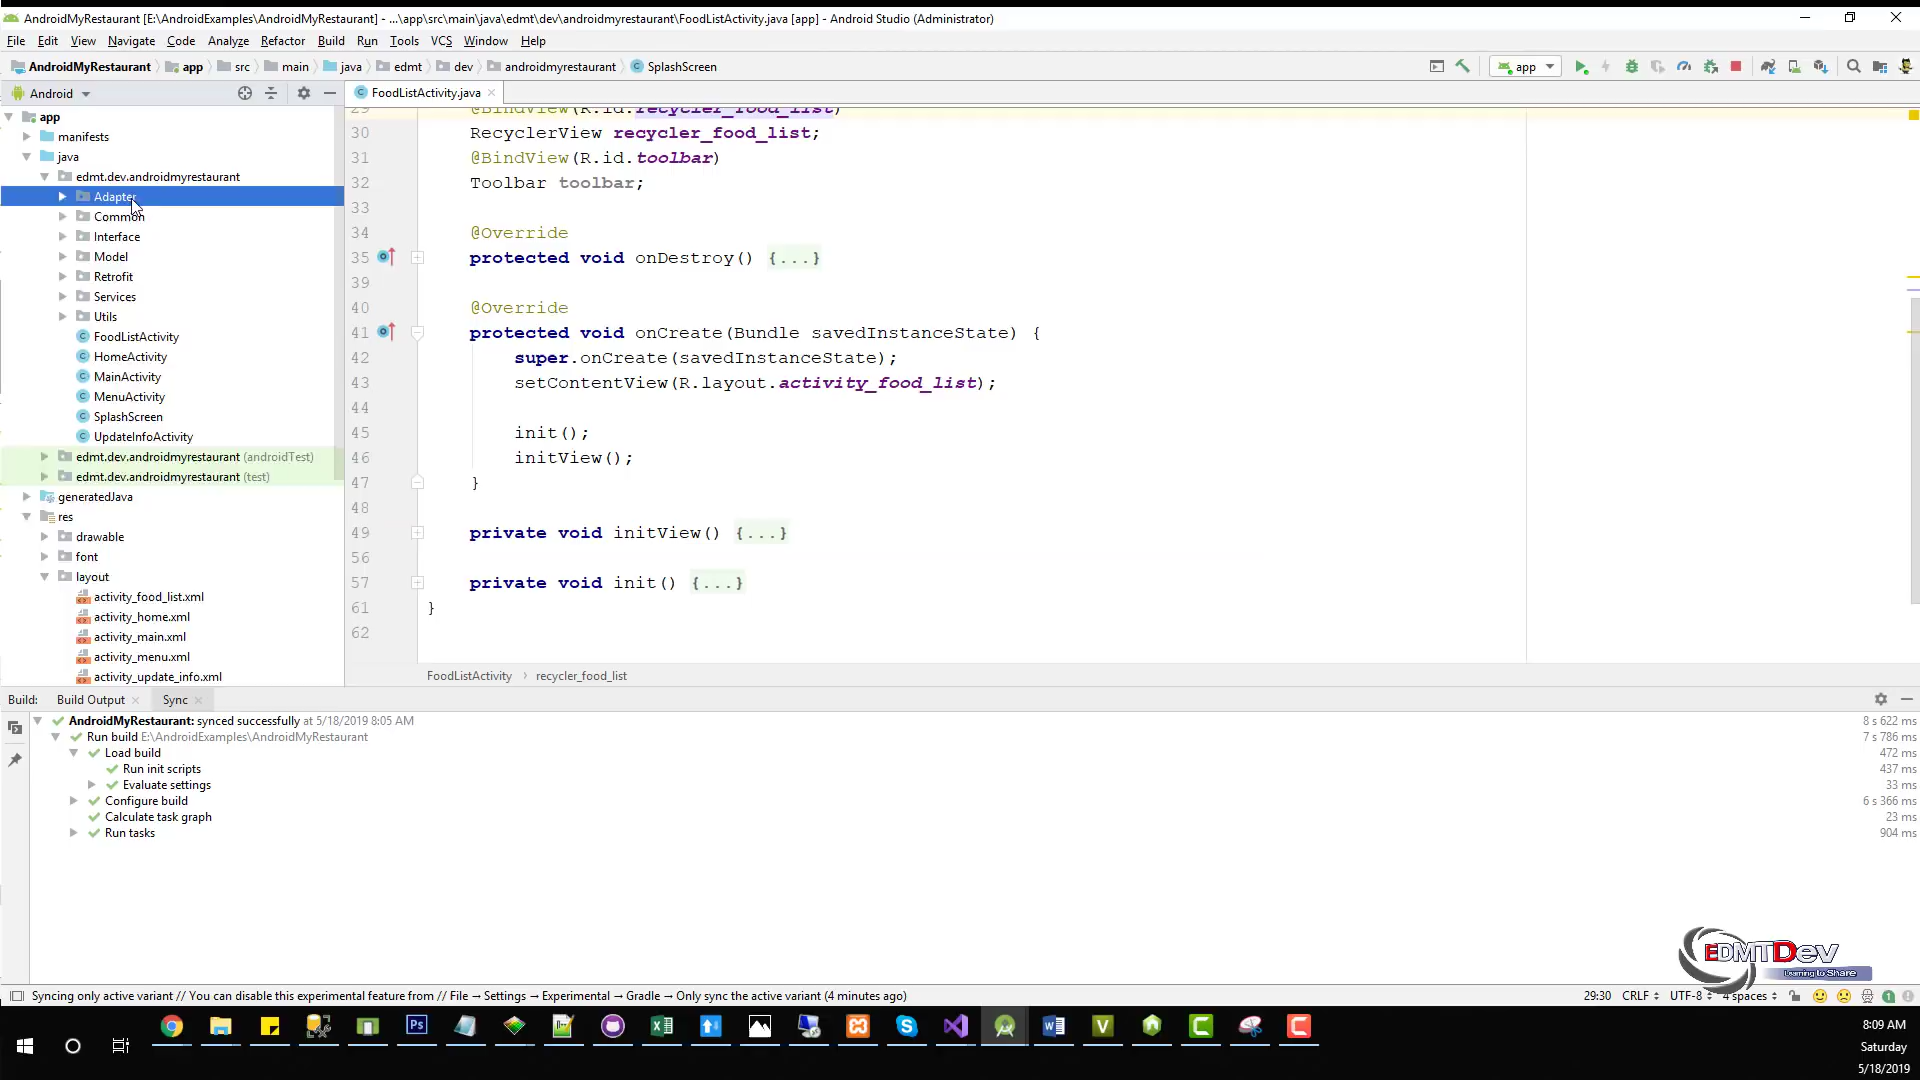 AndroidMyRestaurant [E:\AndroidExamples\AndroidMyRestaurant] - ...\app\src\main\java\edmt\dev\androidmyrestaurant\FoodListActivity.java [app] - Android Studio (Administrator)
File Edit View Navigate Code Analyze Refactor Build Run Tools VCS Window Help
AndroidMyRestaurant app src main java edmt dev androidmyrestaurant SplashScreen app
Android FoodListActivity.java
app
manifests
java
edmt.dev.androidmyrestaurant
Adapter
Common
Interface
Model
Retrofit
Services
Utils
FoodListActivity
HomeActivity
MainActivity
MenuActivity
SplashScreen
UpdateInfoActivity
edmt.dev.androidmyrestaurant (androidTest)
edmt.dev.androidmyrestaurant (test)
generatedJava
res
drawable
font
layout
activity_food_list.xml
activity_home.xml
activity_main.xml
activity_menu.xml
activity_update_info.xml
29 @BindView(R.id.recycler_food_list)
30 RecyclerView recycler_food_list;
31 @BindView(R.id.toolbar)
32 Toolbar toolbar;
33
34 @Override
35 protected void onDestroy() {...}
39
40 @Override
41 protected void onCreate(Bundle savedInstanceState) {
42 super.onCreate(savedInstanceState);
43 setContentView(R.layout.activity_food_list);
44
45 init();
46 initView();
47 }
48
49 private void initView() {...}
56
57 private void init() {...}
61 }
62
FoodListActivity recycler_food_list
Build: Build Output Sync
AndroidMyRestaurant: synced successfully at 5/18/2019 8:05 AM 8 s 622 ms
Run build E:\AndroidExamples\AndroidMyRestaurant 7 s 786 ms
Load build 472 ms
Run init scripts 437 ms
Evaluate settings 33 ms
Configure build 6 s 366 ms
Calculate task graph 23 ms
Run tasks 904 ms
EDMTDev
Learning to Share
Syncing only active variant // You can disable this experimental feature from // File → Settings → Experimental → Gradle → Only sync the active variant (4 minutes ago) 29:30 CRLF UTF-8 4 spaces 1
8:09 AM
Saturday
5/18/2019